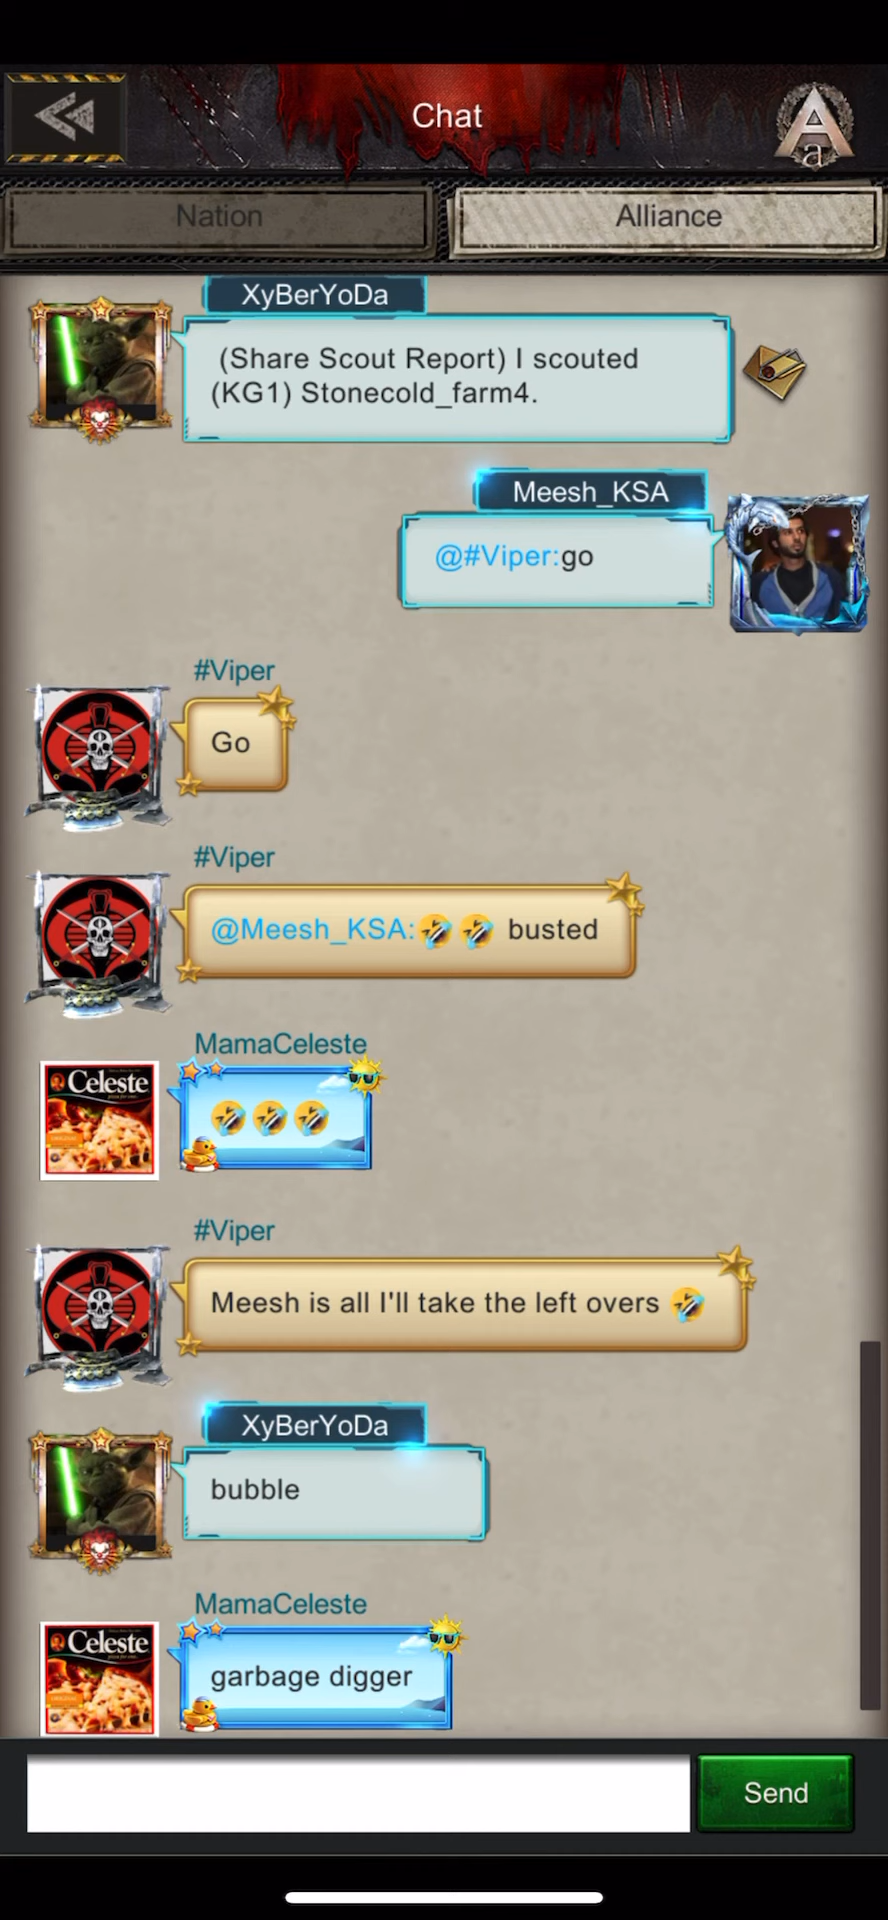 Chat
A
a
Nation
Alliance
XyBerYoDa
(Share Scout Report) I scouted
(KG1) Stonecold_farm4.
Meesh_KSA
@#Viper:go
#Viper
Go
#Viper
@Meesh_KSA:🤣🤣 busted
MamaCeleste
Celeste
🤣🤣🤣
#Viper
Meesh is all I'll take the left overs 🤣
XyBerYoDa
bubble
MamaCeleste
Celeste
garbage digger
Send